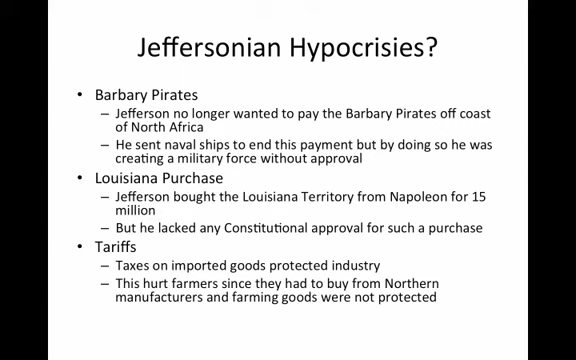 Jeffersonian Hypocrisies?
• Barbary Pirates
– Jefferson no longer wanted to pay the Barbary Pirates off coast
of North Africa
– He sent naval ships to end this payment but by doing so he was
creating a military force without approval
• Louisiana Purchase
– Jefferson bought the Louisiana Territory from Napoleon for 15
million
– But he lacked any Constitutional approval for such a purchase
• Tariffs
– Taxes on imported goods protected industry
– This hurt farmers since they had to buy from Northern
manufacturers and farming goods were not protected